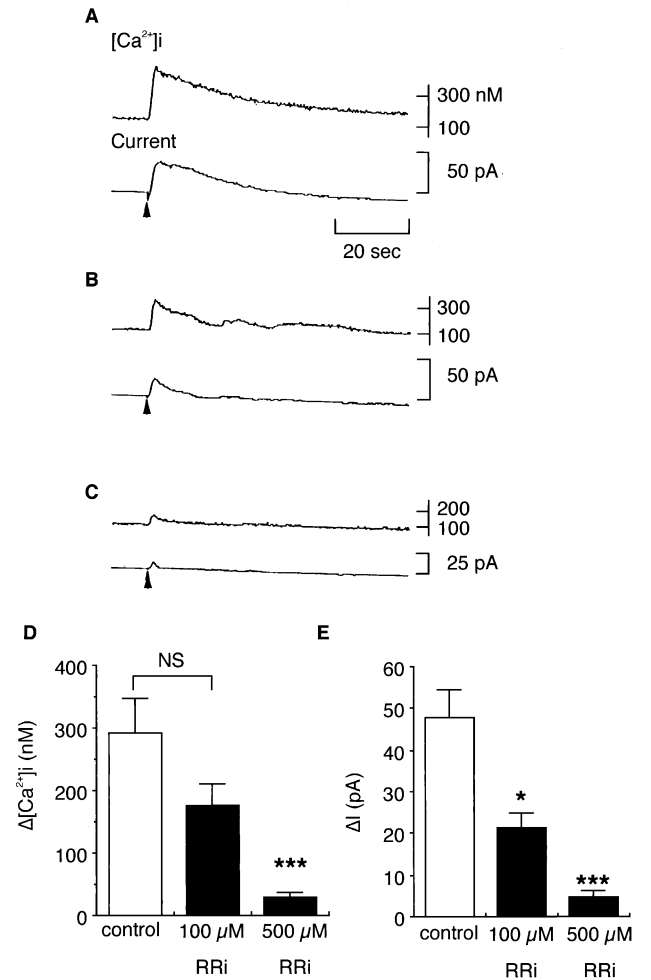 A
[Ca²⁺]i
300 nM
100
Current
50 pA
20 sec
B
300
100
50 pA
C
200
100
25 pA
D
E
400
300
200
100
0
Δ[Ca²⁺]i (nM)
NS
***
control
100 µM
500 µM
RRi
RRi
60
50
40
30
20
10
0
ΔI (pA)
*
***
control
100 µM
500 µM
RRi
RRi